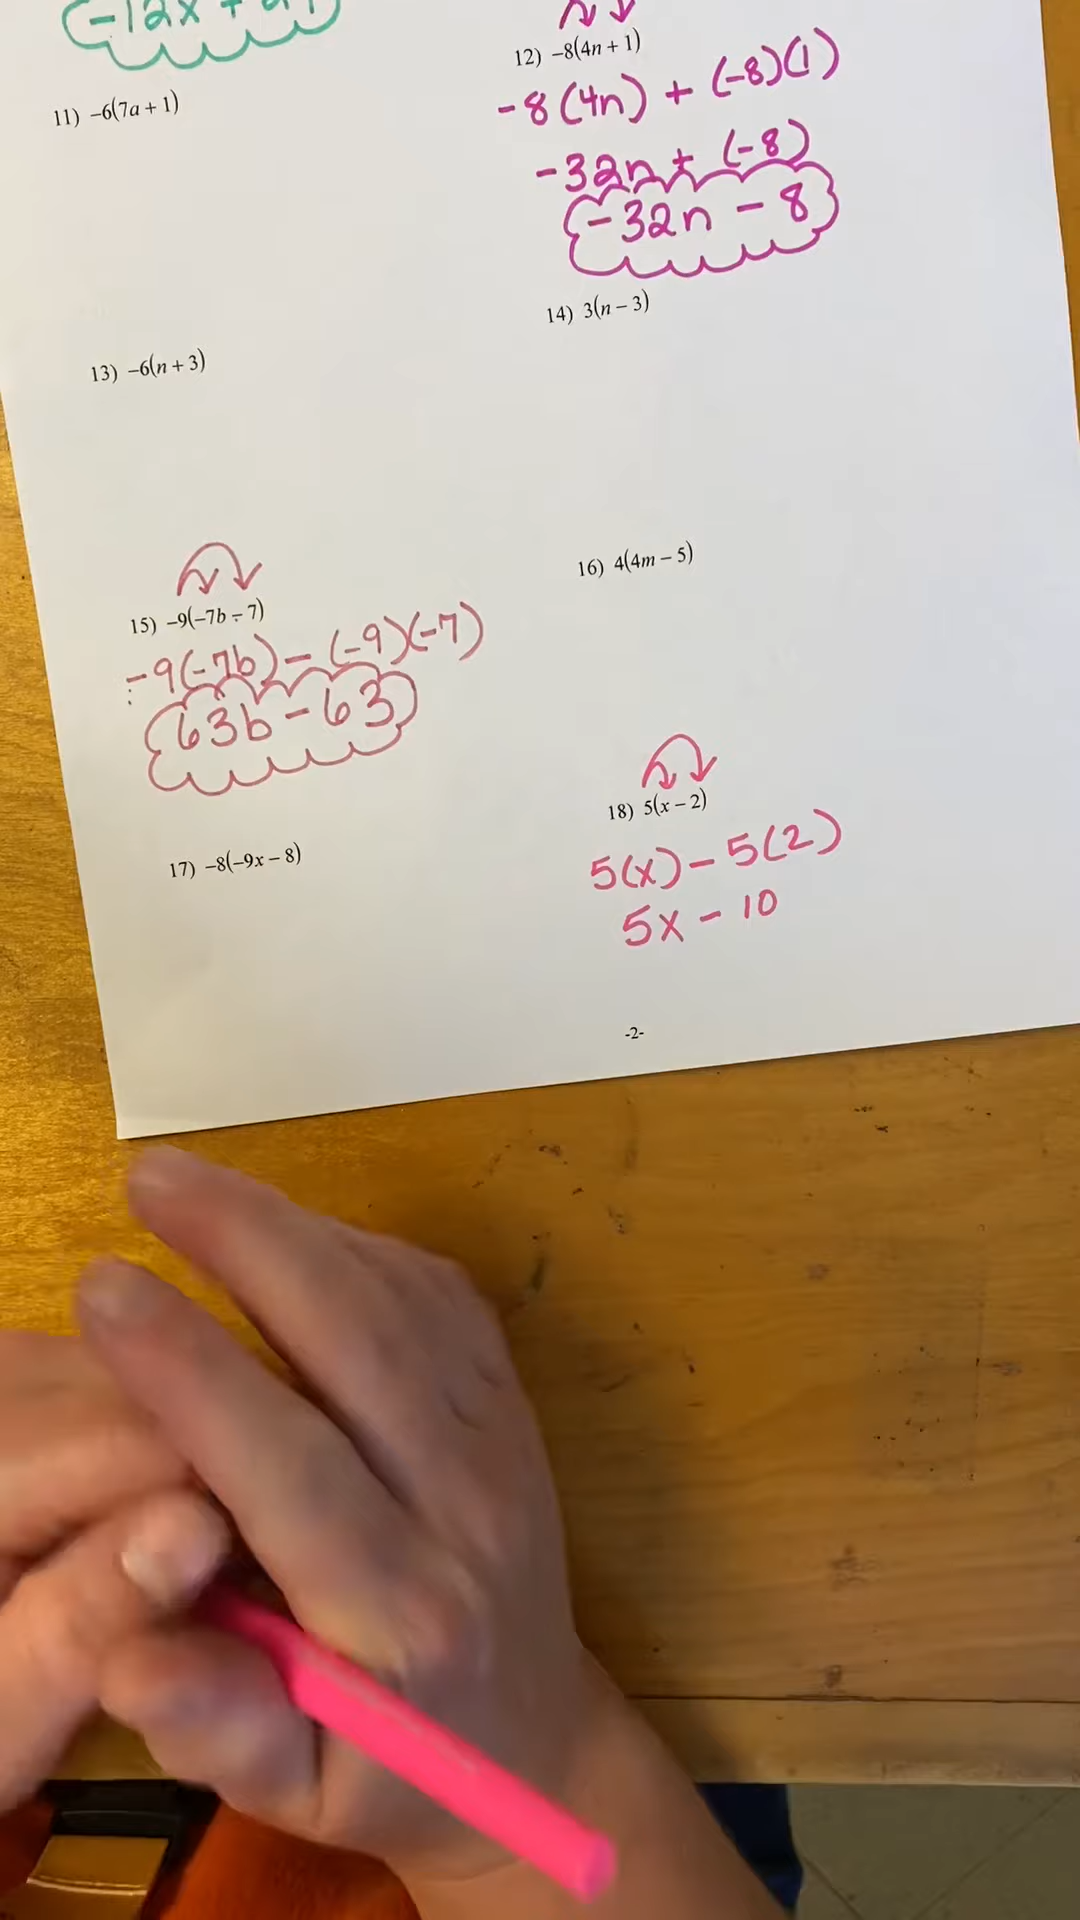 -12x +
12) −8(4n + 1)
-8(4n) + (-8)(1)
-32n + (-8)
-32n - 8
11) −6(7a + 1)
14) 3(n − 3)
13) −6(n + 3)
16) 4(4m − 5)
15) −9(−7b − 7)
-9(-7b) - (-9)(-7)
63b - 63
18) 5(x − 2)
5(x) - 5(2)
5x - 10
17) −8(−9x − 8)
-2-